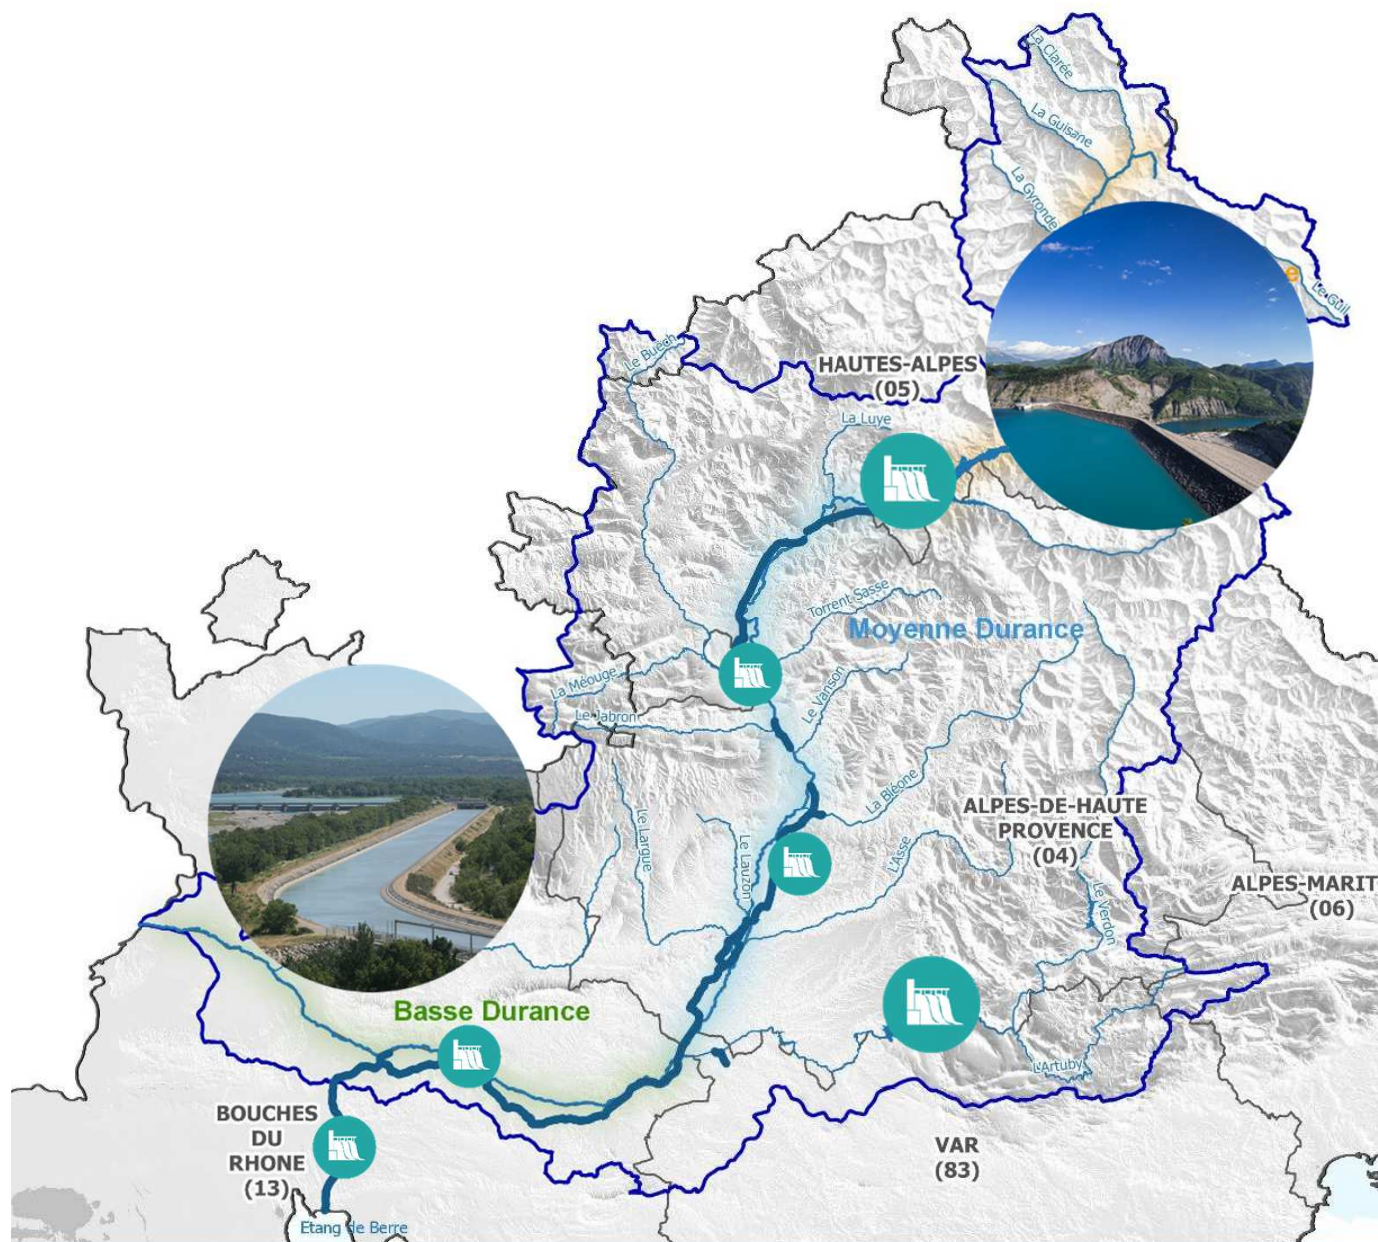 La Clarée
La Guisane
La Gyronde
e
Le Guil
Le Buëch
HAUTES-ALPES
(05)
La Luye
Torrent Sasse
Moyenne Durance
La Méouge
Le Vanson
Le Jabron
La Bléone
ALPES-DE-HAUTE
PROVENCE
(04)
Le Largue
Le Lauzon
L'Asse
ALPES-MARIT
(06)
Le Verdon
Basse Durance
L'Artuby
BOUCHES
DU
RHONE
(13)
VAR
(83)
Etang de Berre